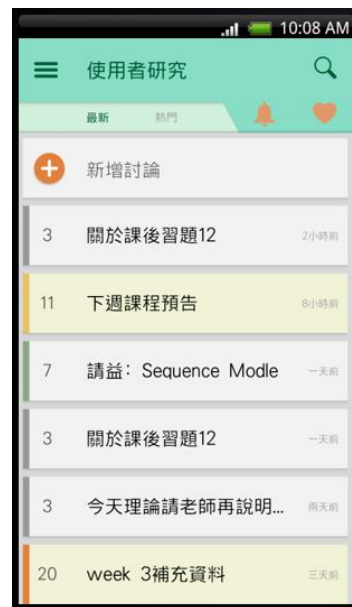 10:08 AM
使用者研究
最新 熱門
新增討論
3 關於課後習題12 2小時前
11 下週課程預告 8小時前
7 請益: Sequence Modle 一天前
3 關於課後習題12 一天前
3 今天理論請老師再說明... 兩天前
20 week 3補充資料 三天前